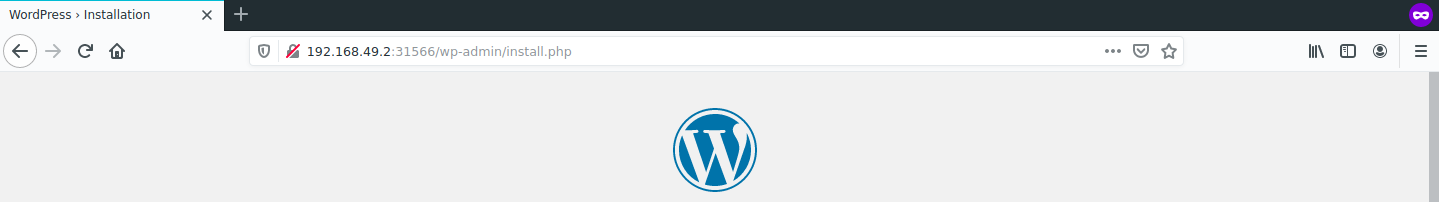 WordPress › Installation
192.168.49.2:31566/wp-admin/install.php